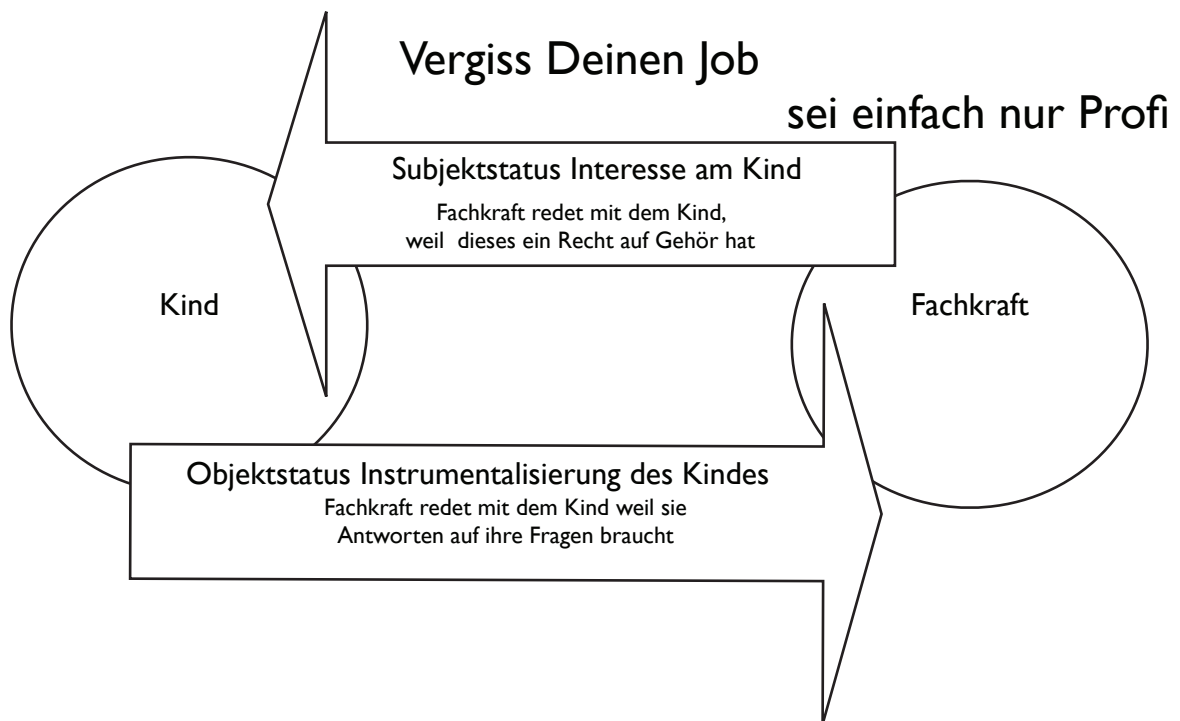 Vergiss Deinen Job
sei einfach nur Profi
Subjektstatus Interesse am Kind
Fachkraft redet mit dem Kind,
weil dieses ein Recht auf Gehör hat
Kind
Fachkraft
Objektstatus Instrumentalisierung des Kindes
Fachkraft redet mit dem Kind weil sie
Antworten auf ihre Fragen braucht